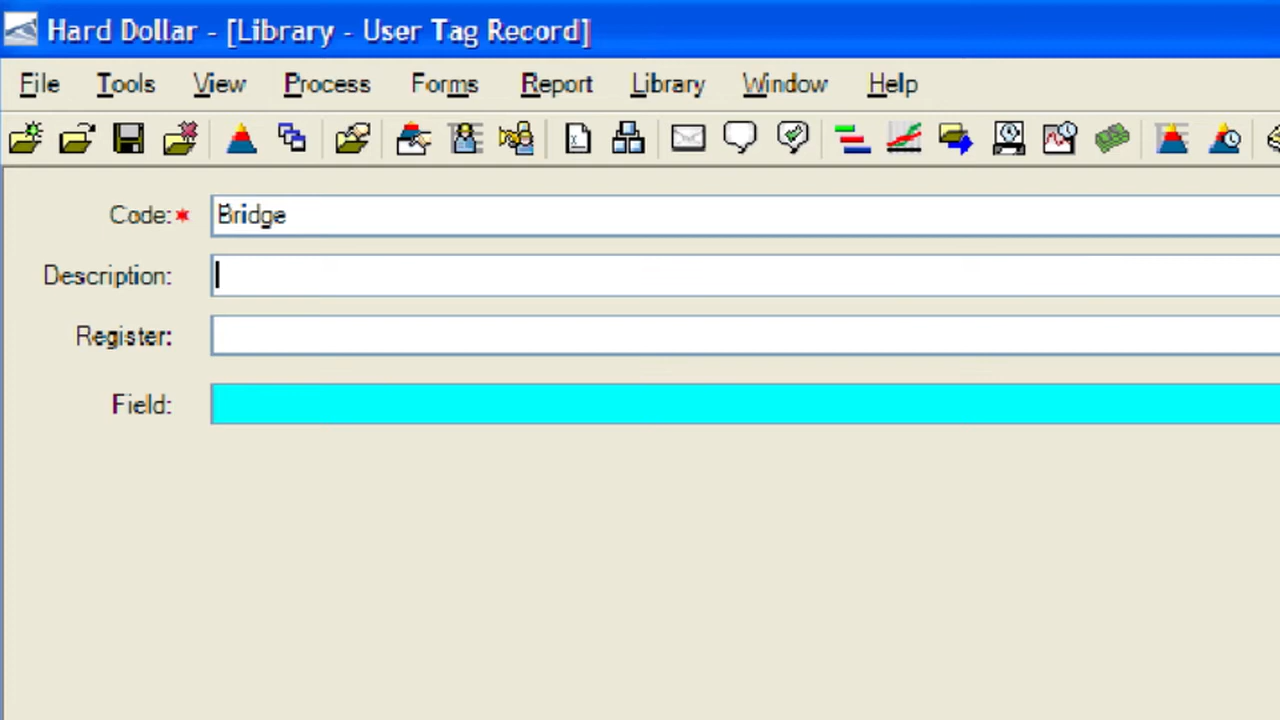 Hard Dollar - [Library - User Tag Record]
File Tools View Process Forms Report Library Window Help
Code:* Bridge
Description:
Register:
Field: